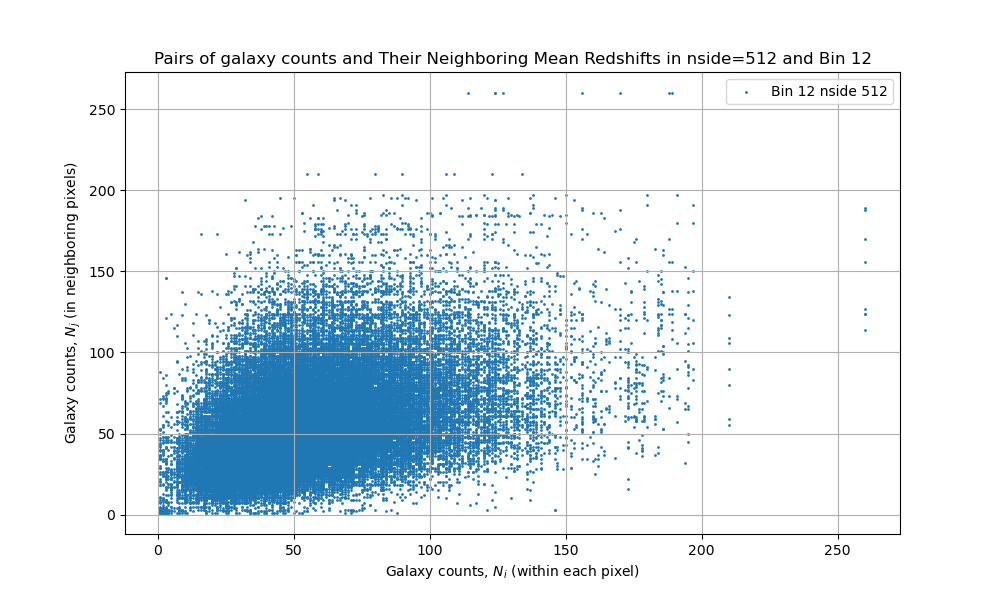 Pairs of galaxy counts and Their Neighboring Mean Redshifts in nside=512 and Bin 12
Bin 12 nside 512
250
200
150
100
50
0
Galaxy counts, N_j (in neighboring pixels)
0 50 100 150 200 250
Galaxy counts, N_i (within each pixel)